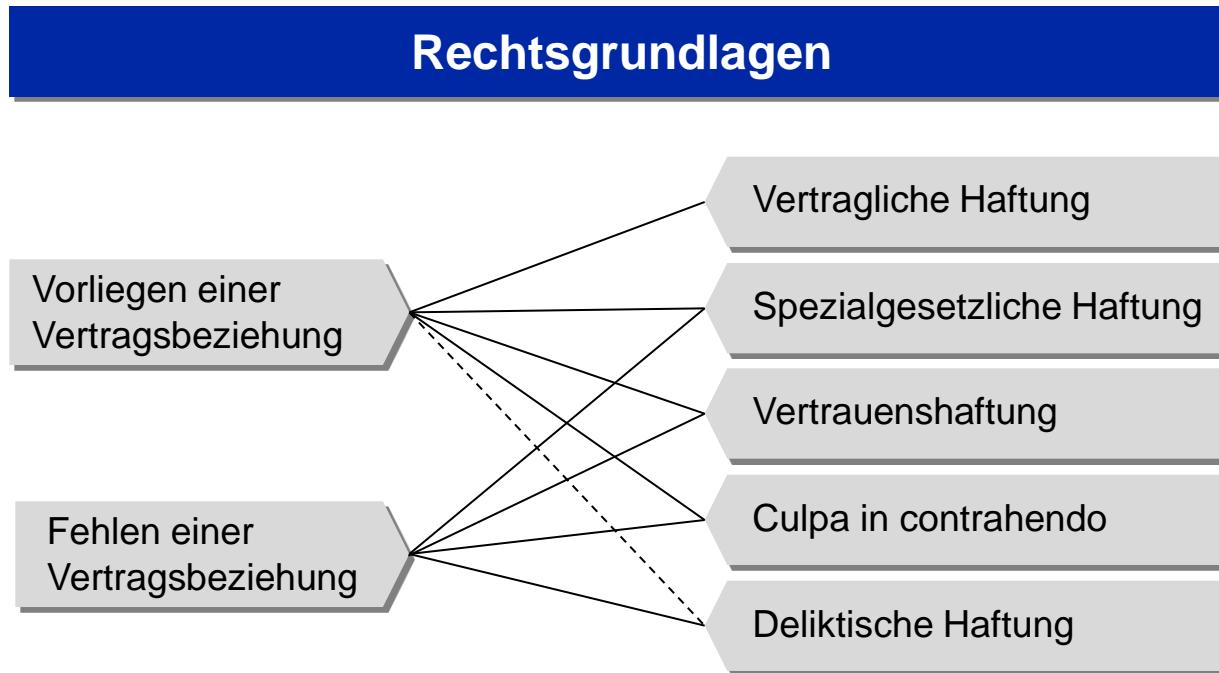 Rechtsgrundlagen
Vorliegen einer
Vertragsbeziehung
Fehlen einer
Vertragsbeziehung
Vertragliche Haftung
Spezialgesetzliche Haftung
Vertrauenshaftung
Culpa in contrahendo
Deliktische Haftung